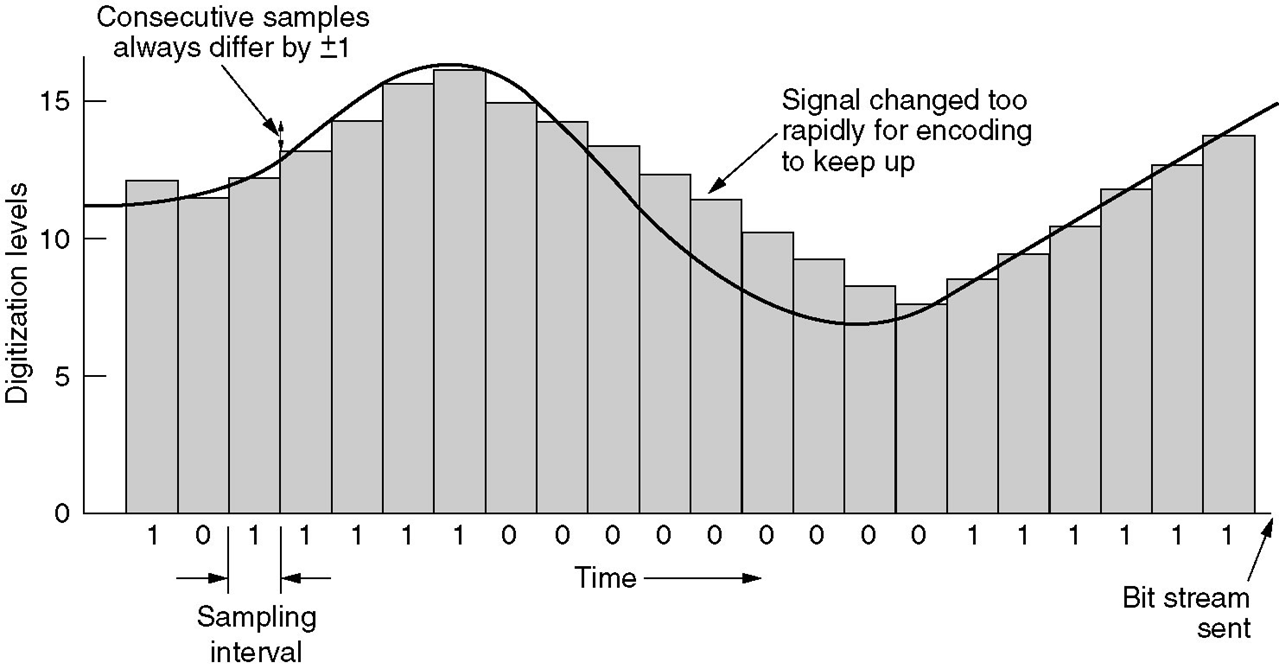 Consecutive samples
always differ by ±1
Signal changed too
rapidly for encoding
to keep up
Digitization levels
15
10
5
0
1 0 1 1 1 1 1 0 0 0 0 0 0 0 0 0 1 1 1 1 1 1
Time
Sampling
interval
Bit stream
sent